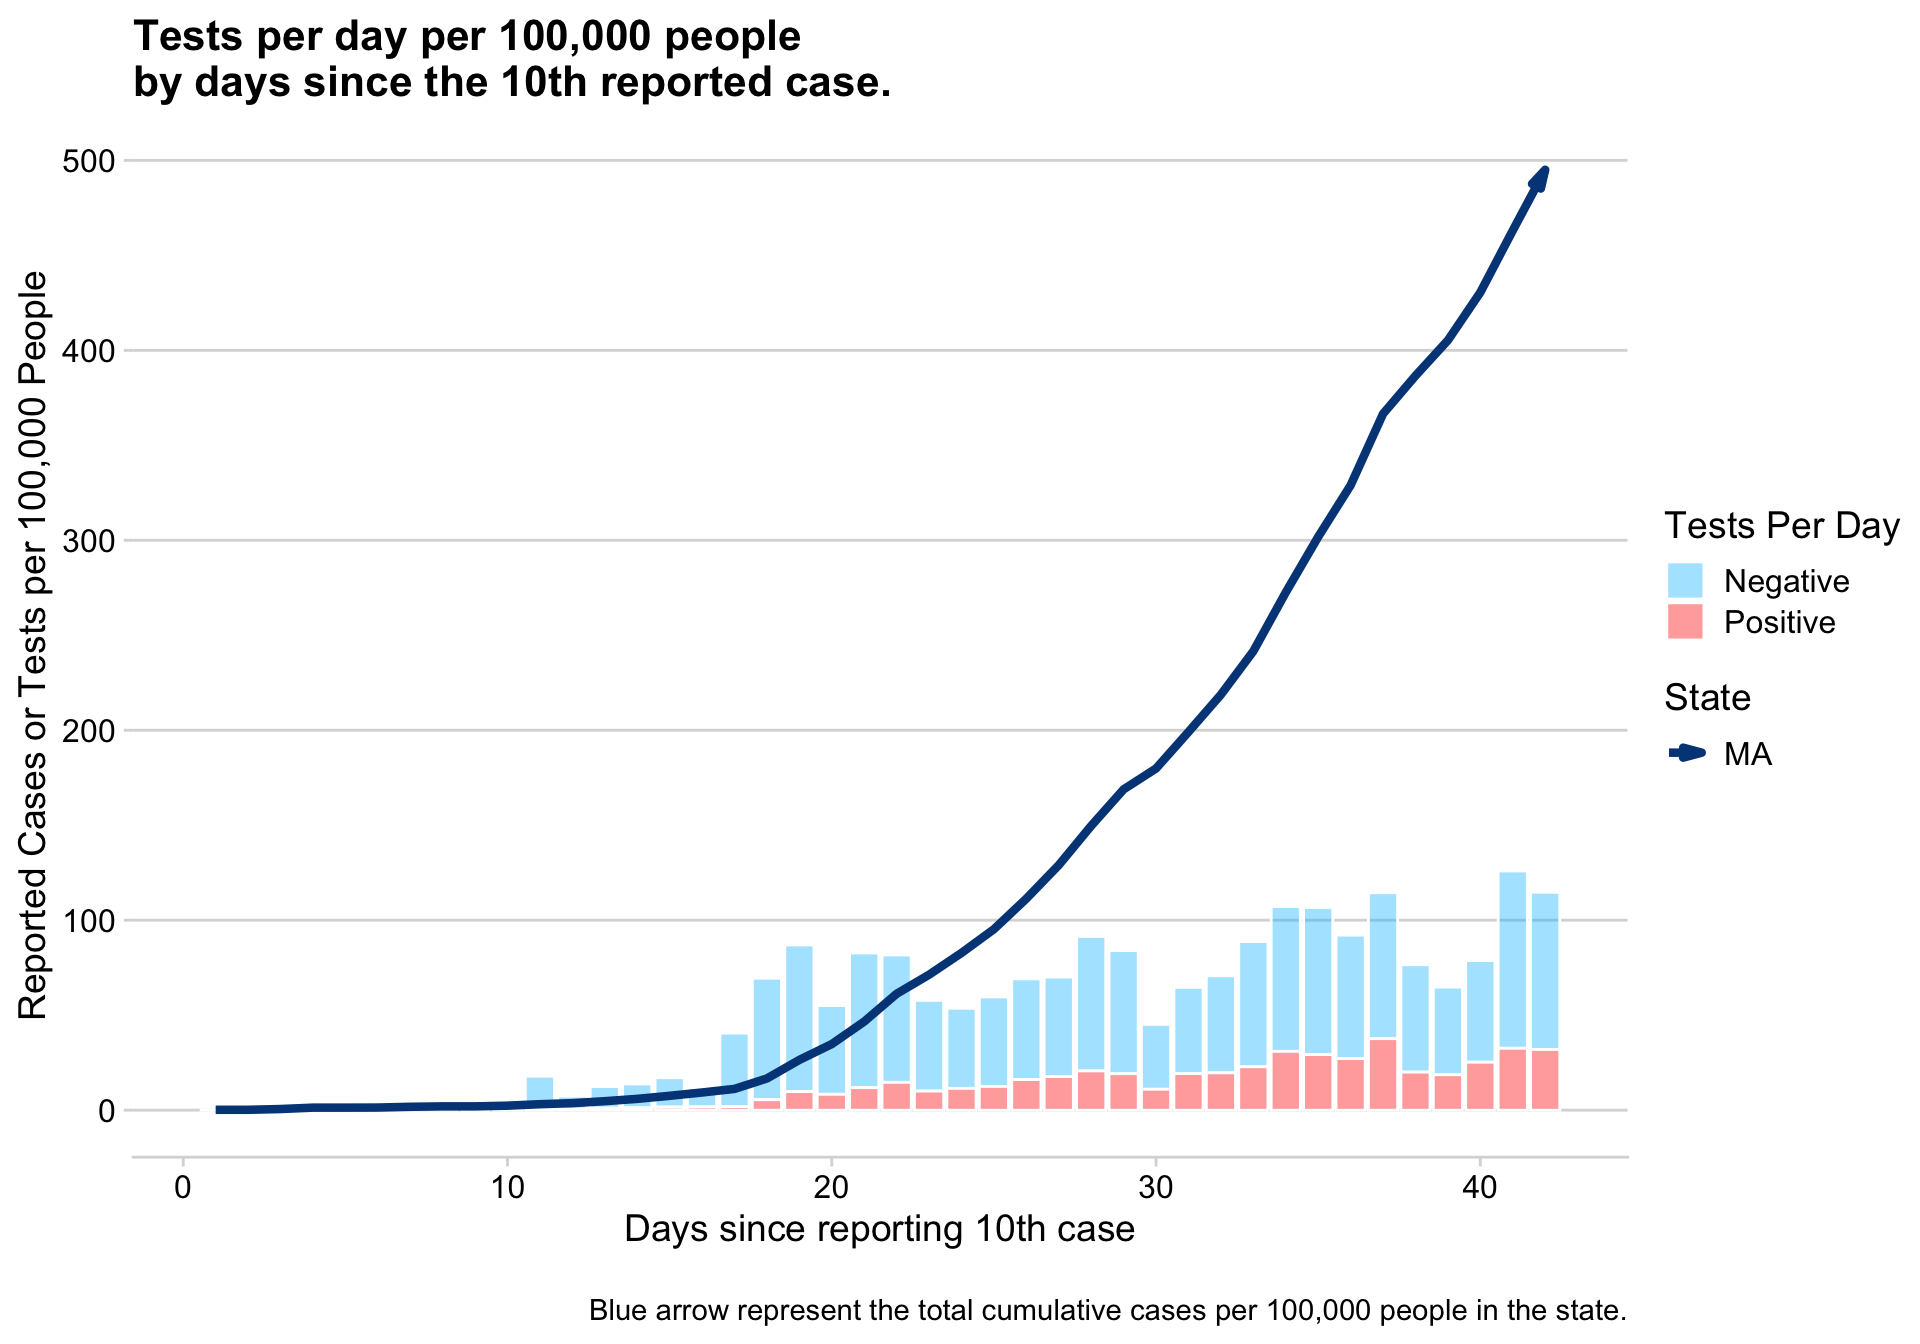 Tests per day per 100,000 people
by days since the 10th reported case.
Reported Cases or Tests per 100,000 People
500
400
300
200
100
0
0 10 20 30 40
Days since reporting 10th case
Tests Per Day
Negative
Positive
State
MA
Blue arrow represent the total cumulative cases per 100,000 people in the state.